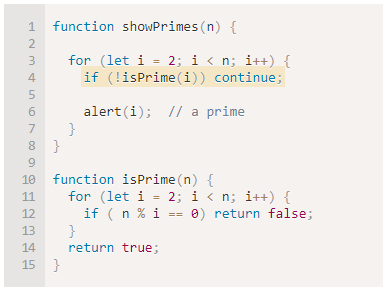 1 function showPrimes(n) {
2
3   for (let i = 2; i < n; i++) {
4     if (!isPrime(i)) continue;
5
6     alert(i);  // a prime
7   }
8 }
9
10 function isPrime(n) {
11   for (let i = 2; i < n; i++) {
12     if ( n % i == 0) return false;
13   }
14   return true;
15 }